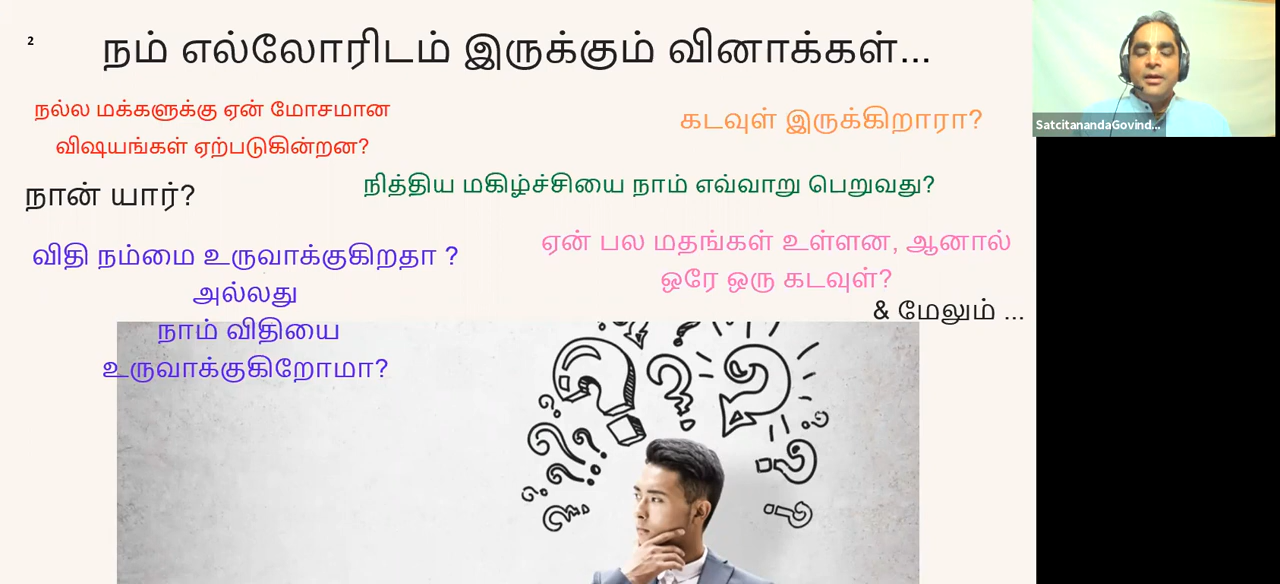 2
நம் எல்லோரிடம் இருக்கும் வினாக்கள்...
நல்ல மக்களுக்கு ஏன் மோசமான
விஷயங்கள் ஏற்படுகின்றன?
கடவுள் இருக்கிறாரா?
நான் யார்?
நித்திய மகிழ்ச்சியை நாம் எவ்வாறு பெறுவது?
விதி நம்மை உருவாக்குகிறதா ?
அல்லது
நாம் விதியை
உருவாக்குகிறோமா?
ஏன் பல மதங்கள் உள்ளன, ஆனால்
ஒரே ஒரு கடவுள்?
& மேலும் ...
SatcitanandaGovind...